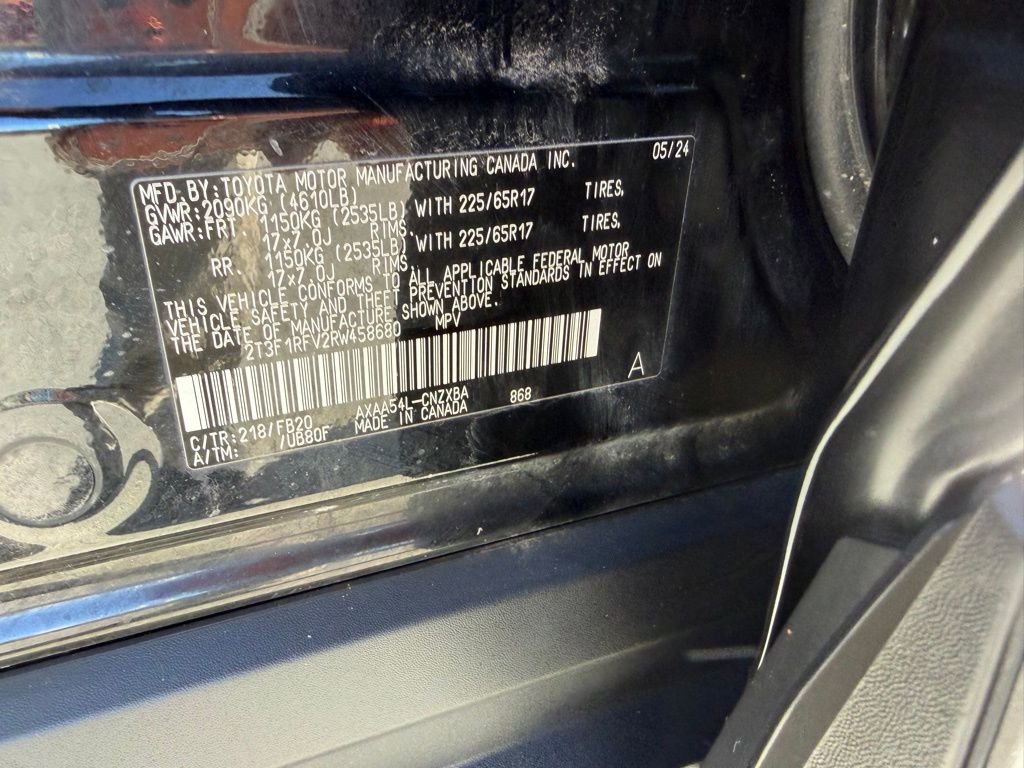 MFD. BY: TOYOTA MOTOR MANUFACTURING CANADA INC. 05/24
GVWR: 2090KG (4610LB)
GAWR: FRT 1150KG (2535LB) WITH 225/65R17 TIRES,
17x7.0J RIMS,
RR. 1150KG (2535LB) WITH 225/65R17 TIRES,
17x7.0J RIMS,
THIS VEHICLE CONFORMS TO ALL APPLICABLE FEDERAL MOTOR
VEHICLE SAFETY AND THEFT PREVENTION STANDARDS IN EFFECT ON
THE DATE OF MANUFACTURE SHOWN ABOVE.
2T3F1RFV2RW458680 MPV
A
C/TR: 218/FB20 AXAA54L-CNZXBA 868
A/TM: /UB80F MADE IN CANADA